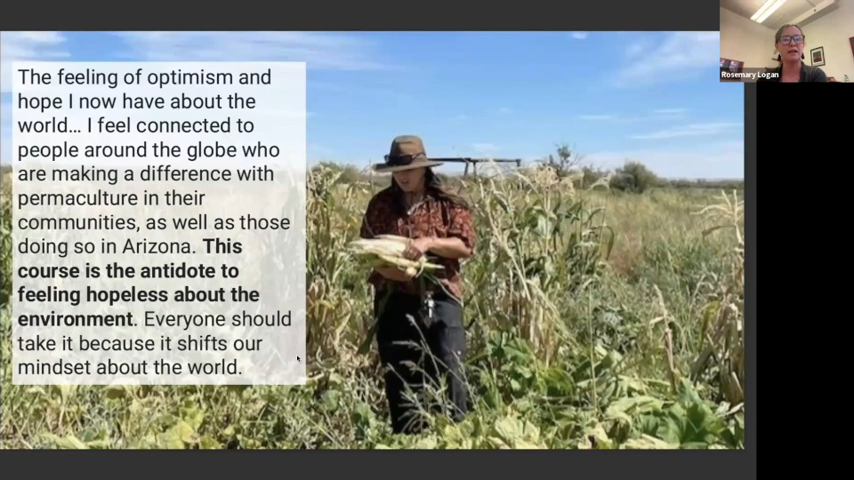 The feeling of optimism and
hope I now have about the
world... I feel connected to
people around the globe who
are making a difference with
permaculture in their
communities, as well as those
doing so in Arizona. This
course is the antidote to
feeling hopeless about the
environment. Everyone should
take it because it shifts our
mindset about the world.
Rosemary Logan